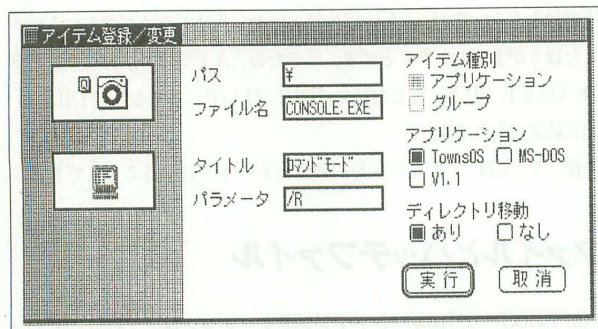 アイテム登録/変更
Q
パス ¥
ファイル名 CONSOLE.EXE
タイトル コマンドモード
パラメータ /R
アイテム種別
アプリケーション
グループ
アプリケーション
TownsOS MS-DOS
V1.1
ディレクトリ移動
あり なし
実行 取消